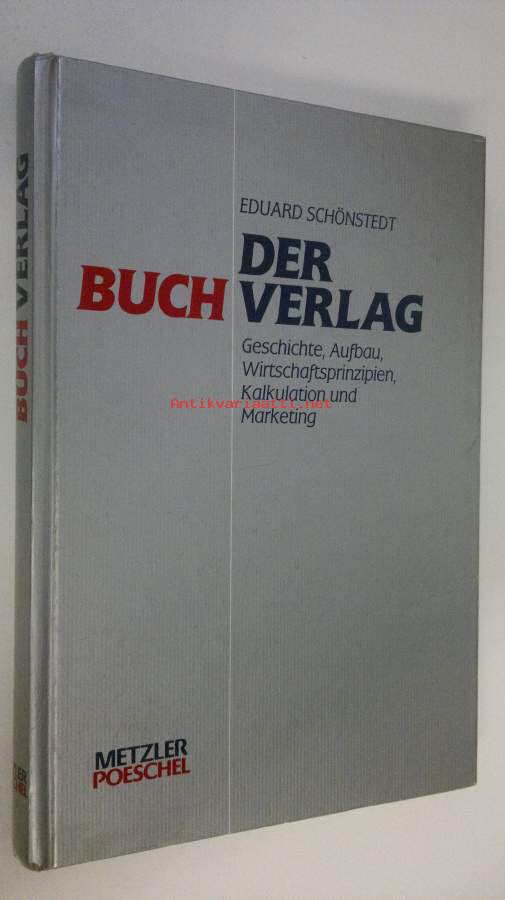 EDUARD SCHÖNSTEDT
DER
BUCH VERLAG
Geschichte, Aufbau,
Wirtschaftsprinzipien,
Kalkulation und
Marketing
Antikvariaatti.net
METZLER
POESCHEL
BUCH VERLAG